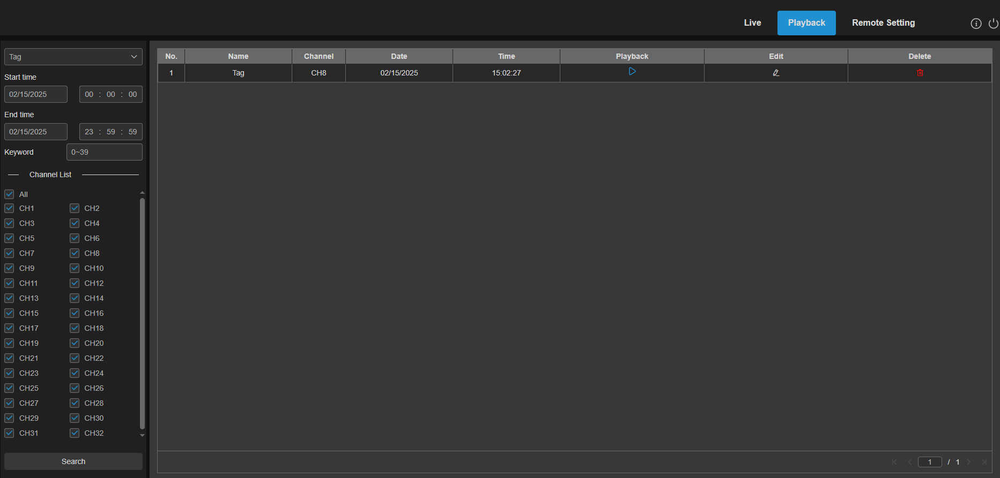 Live Playback Remote Setting
Tag
Start time
02/15/2025 00 : 00 : 00
End time
02/15/2025 23 : 59 : 59
Keyword 0~39
Channel List
All
CH1 CH2
CH3 CH4
CH5 CH6
CH7 CH8
CH9 CH10
CH11 CH12
CH13 CH14
CH15 CH16
CH17 CH18
CH19 CH20
CH21 CH22
CH23 CH24
CH25 CH26
CH27 CH28
CH29 CH30
CH31 CH32
Search
No. Name Channel Date Time Playback Edit Delete
1 Tag CH8 02/15/2025 15:02:27
1 / 1